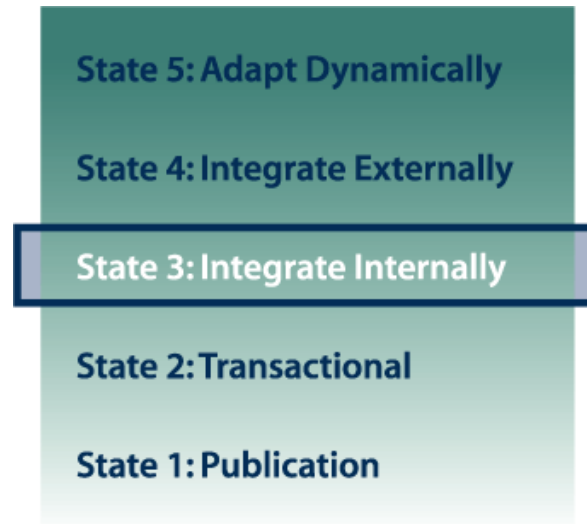 State 5: Adapt Dynamically
State 4: Integrate Externally
State 3: Integrate Internally
State 2: Transactional
State 1: Publication